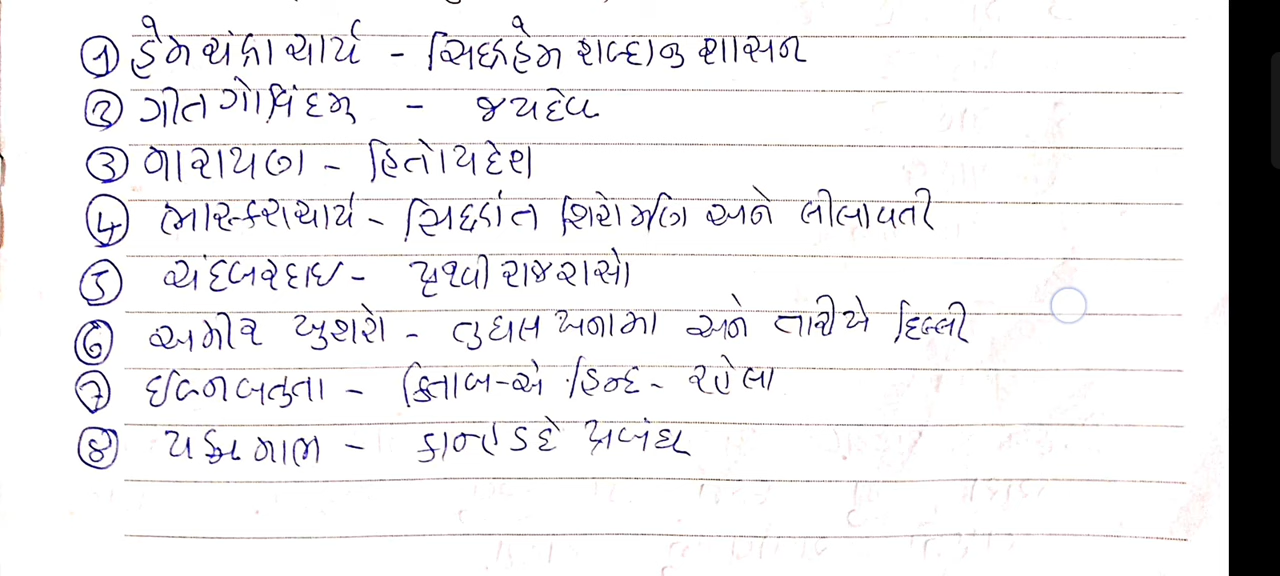 ① હેમચંદ્રાચાર્ય - સિદ્ધહેમ શબ્દાનુશાસન
② ગીતગોવિંદમ્ - જયદેવ
③ નારાયણ - હિતોપદેશ
④ ભાસ્કરાચાર્ય - સિદ્ધાંત શિરોમણિ અને લીલાવતી
⑤ ચંદબરદાઇ - પૃથ્વીરાજરાસો
⑥ અમીર ખુશરો - તુઘલખનામા અને તારીખે દિલ્લી
⑦ ઇબ્નબતુતા - કિતાબ-એ હિન્દ - રહેલા
⑧ પદ્મનાભ - કાન્હડદે પ્રબંધ